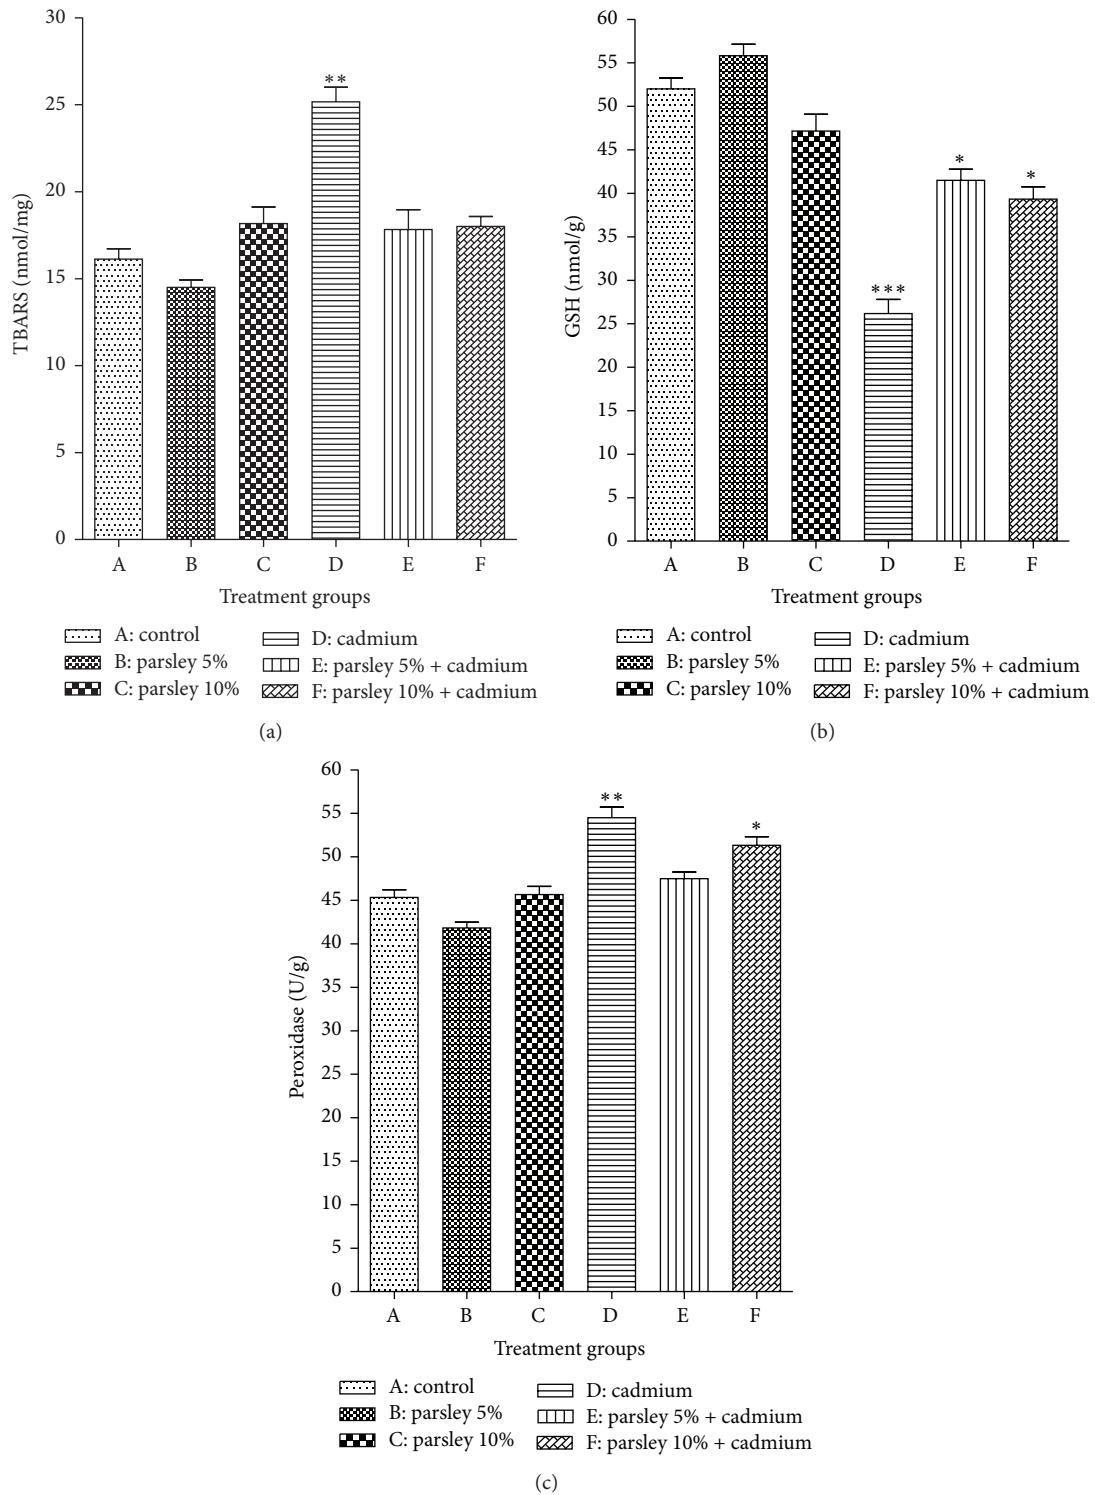 30
25
20
15
10
5
0
TBARS (nmol/mg)
**
A B C D E F
Treatment groups
A: control
B: parsley 5%
C: parsley 10%
D: cadmium
E: parsley 5% + cadmium
F: parsley 10% + cadmium
(a)
60
55
50
45
40
35
30
25
20
15
10
5
0
GSH (nmol/g)
***
*
*
A B C D E F
Treatment groups
A: control
B: parsley 5%
C: parsley 10%
D: cadmium
E: parsley 5% + cadmium
F: parsley 10% + cadmium
(b)
60
55
50
45
40
35
30
25
20
15
10
5
0
Peroxidase (U/g)
**
*
A B C D E F
Treatment groups
A: control
B: parsley 5%
C: parsley 10%
D: cadmium
E: parsley 5% + cadmium
F: parsley 10% + cadmium
(c)